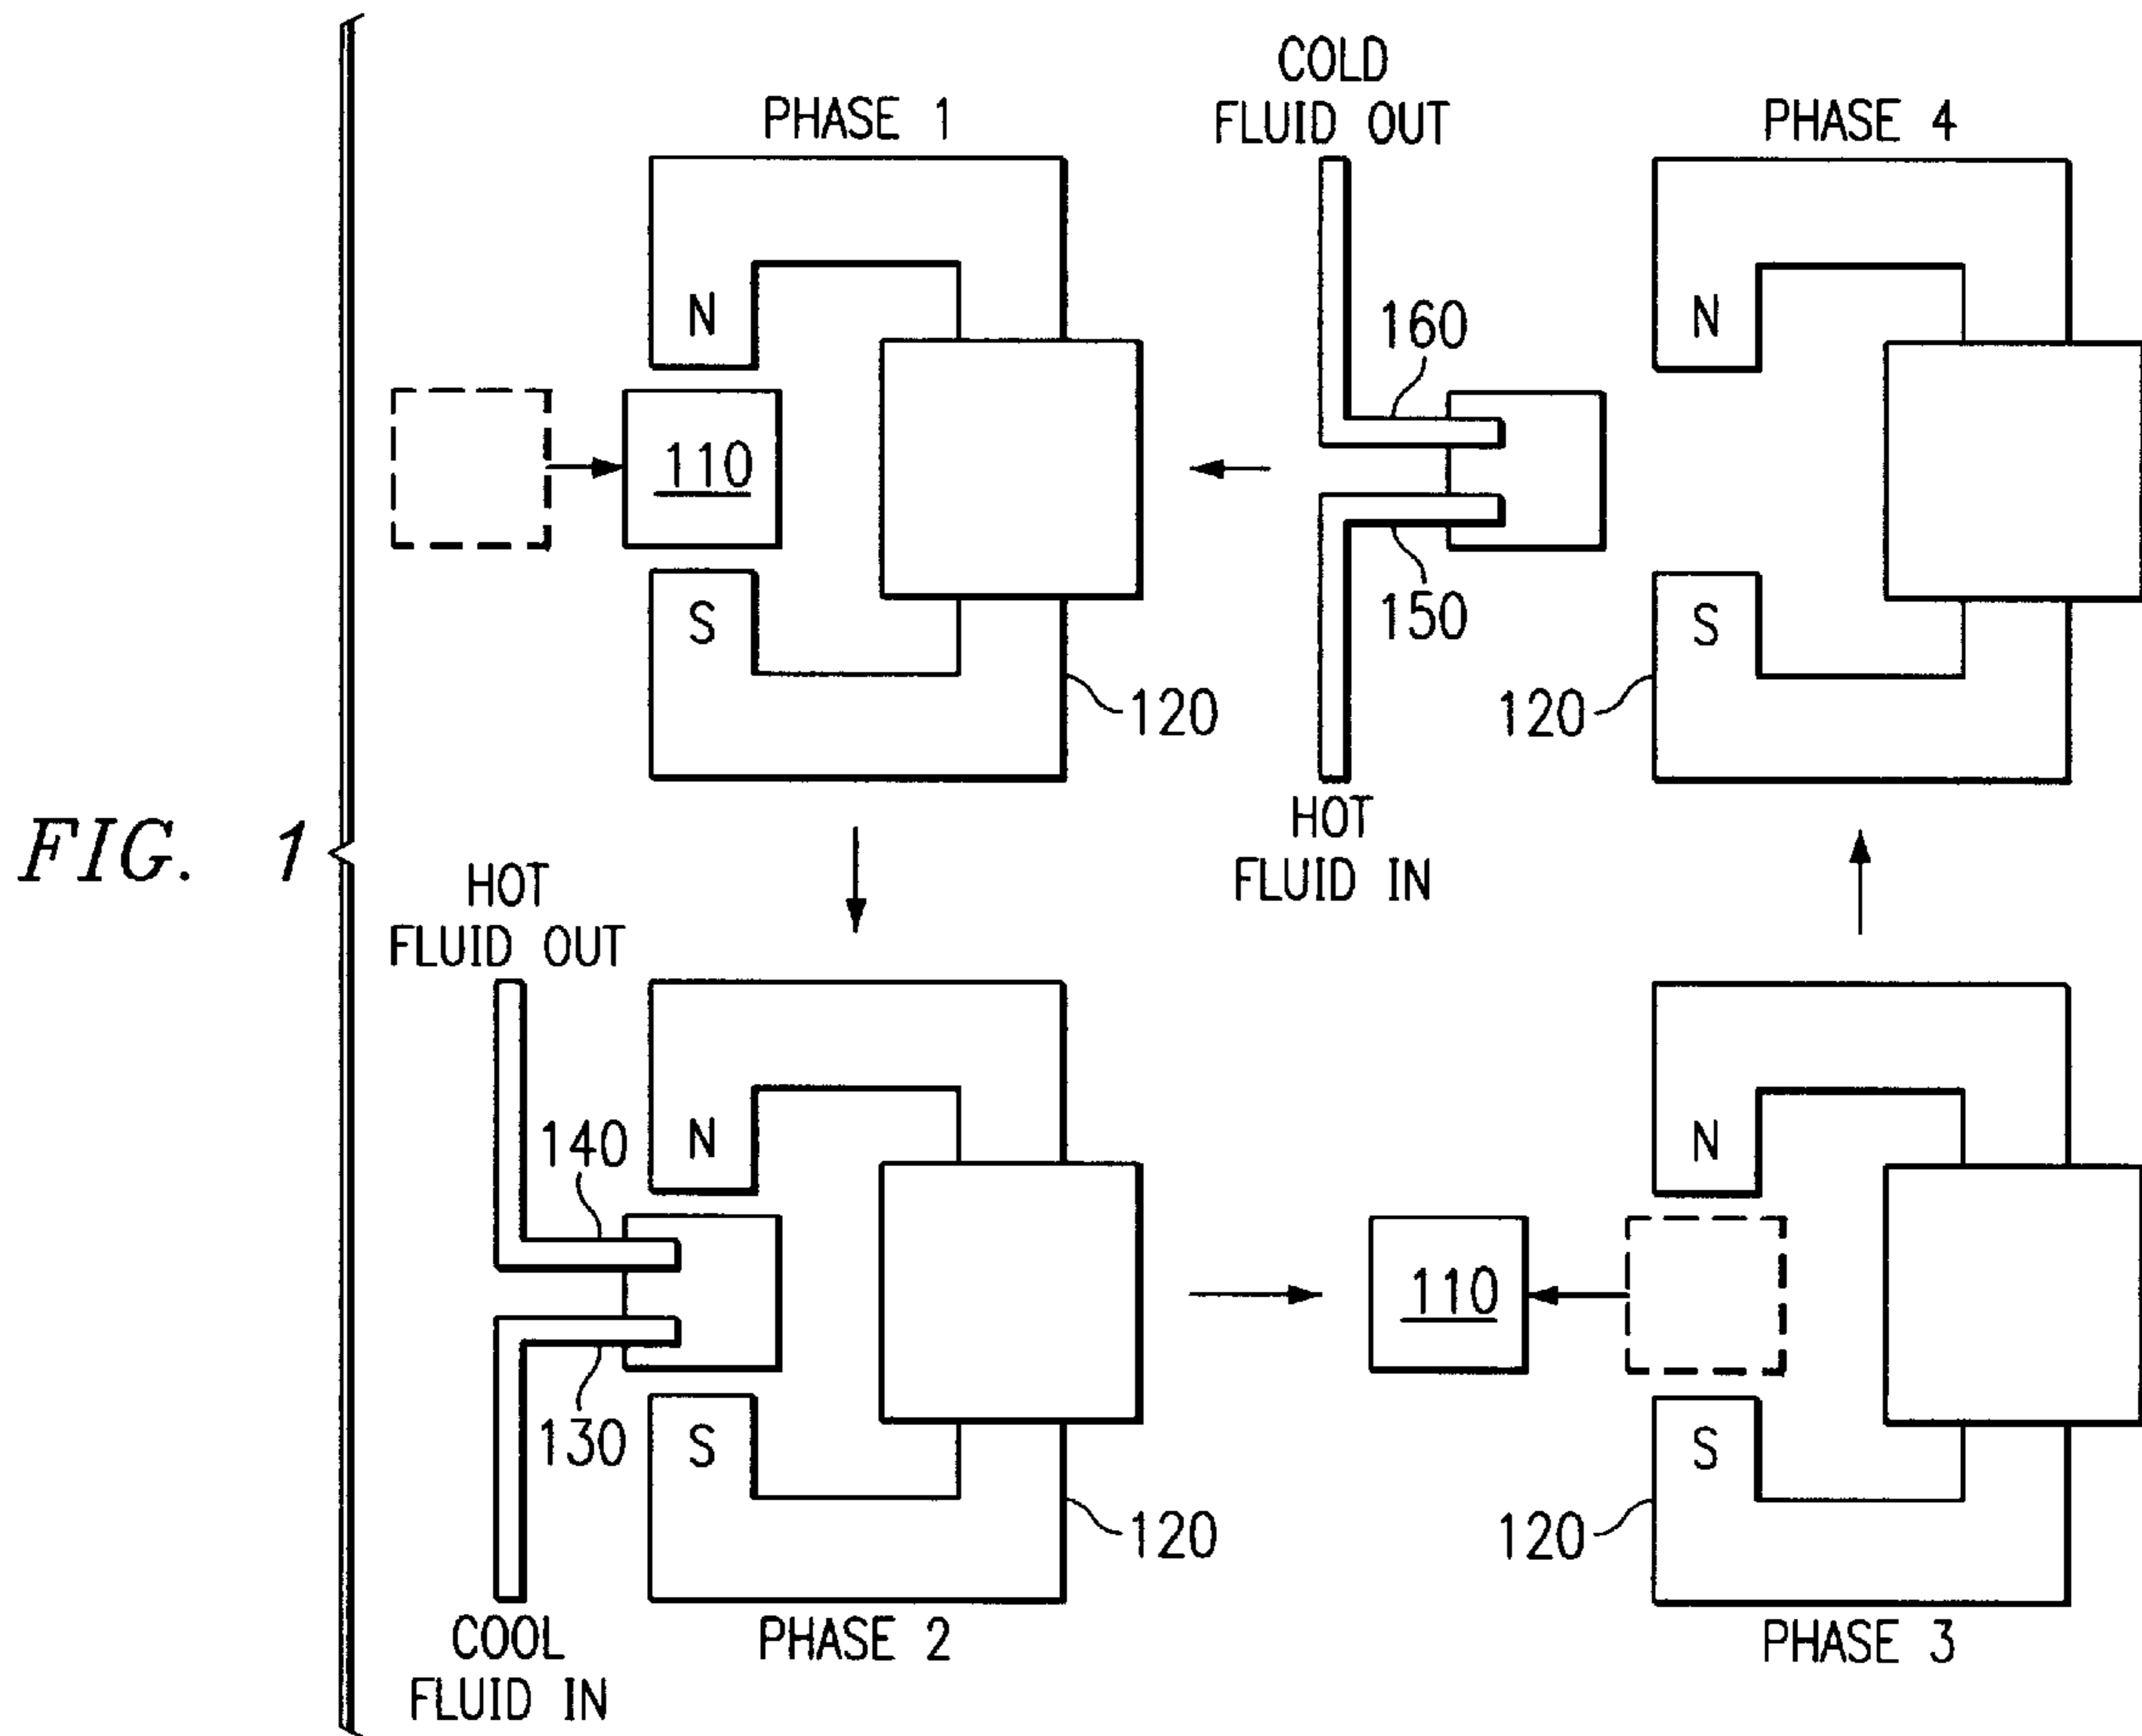 FIG. 1
PHASE 1
N
110
S
120
COLD
FLUID OUT
160
150
HOT
FLUID IN
PHASE 4
N
S
120
HOT
FLUID OUT
140
130
COOL
FLUID IN
N
S
120
PHASE 2
110
N
S
120
PHASE 3